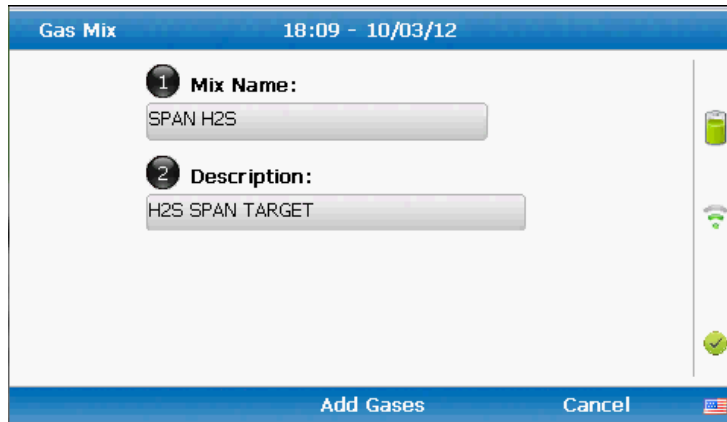 Gas Mix 18:09 - 10/03/12
1 Mix Name:
SPAN H2S
2 Description:
H2S SPAN TARGET
Add Gases Cancel